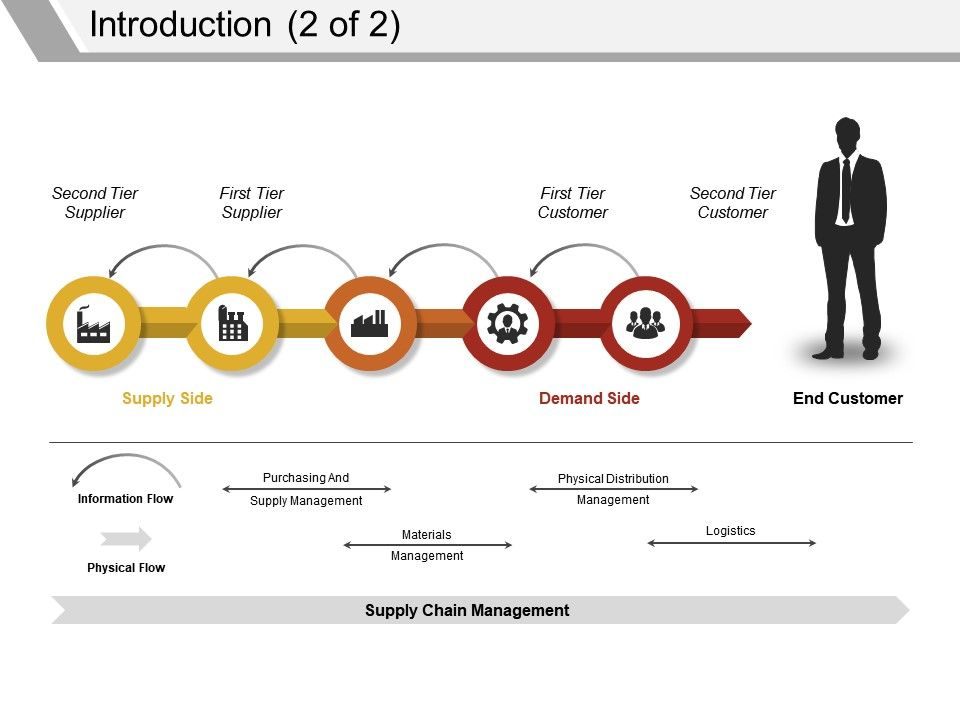 Introduction (2 of 2)
Second Tier
Supplier
First Tier
Supplier
First Tier
Customer
Second Tier
Customer
Supply Side
Demand Side
End Customer
Information Flow
Physical Flow
Purchasing And
Supply Management
Materials
Management
Physical Distribution
Management
Logistics
Supply Chain Management